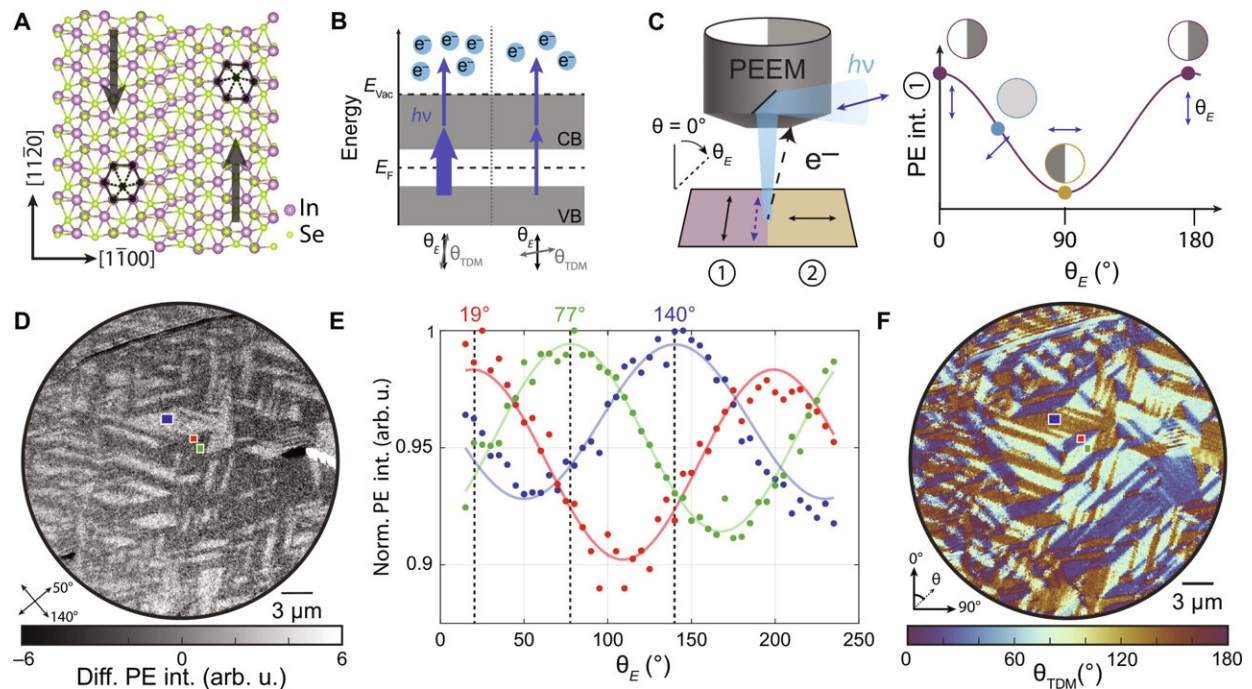 A
[112̄0]
[11̄00]
In
Se
B
Energy
e⁻ e⁻ e⁻ e⁻ e⁻
e⁻ e⁻ e⁻
E_Vac
hν
CB
E_F
VB
θ_E
θ_TDM
θ_E
θ_TDM
C
PEEM
hν
θ = 0°
θ_E
e⁻
①
②
PE int. ①
θ_E
0
90
180
θ_E (°)
D
50°
140°
3 μm
−6
0
6
Diff. PE int. (arb. u.)
E
19°
77°
140°
Norm. PE int. (arb. u.)
1
0.95
0.9
0
50
100
150
200
250
θ_E (°)
F
0°
θ
90°
3 μm
0
60
120
180
θ_TDM(°)